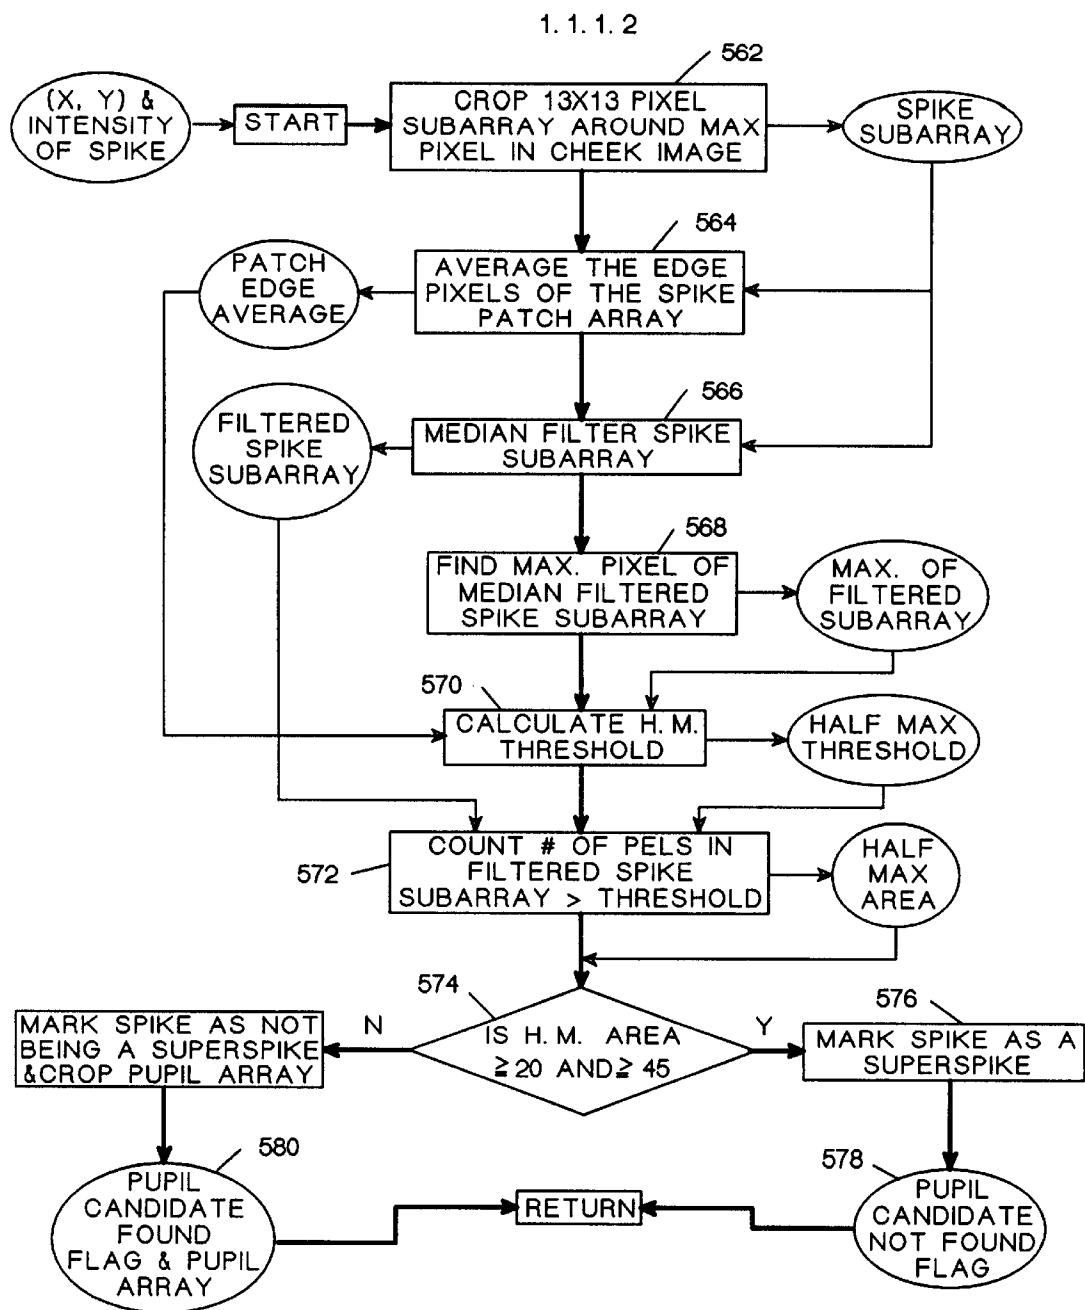 1. 1. 1. 2
562
(X, Y) &
INTENSITY
OF SPIKE
START
CROP 13X13 PIXEL
SUBARRAY AROUND MAX
PIXEL IN CHEEK IMAGE
SPIKE
SUBARRAY
564
PATCH
EDGE
AVERAGE
AVERAGE THE EDGE
PIXELS OF THE SPIKE
PATCH ARRAY
566
FILTERED
SPIKE
SUBARRAY
MEDIAN FILTER SPIKE
SUBARRAY
568
FIND MAX. PIXEL OF
MEDIAN FILTERED
SPIKE SUBARRAY
MAX. OF
FILTERED
SUBARRAY
570
CALCULATE H. M.
THRESHOLD
HALF MAX
THRESHOLD
572
COUNT # OF PELS IN
FILTERED SPIKE
SUBARRAY > THRESHOLD
HALF
MAX
AREA
574
IS H. M. AREA
≧20 AND≧ 45
N
Y
MARK SPIKE AS NOT
BEING A SUPERSPIKE
&CROP PUPIL ARRAY
576
MARK SPIKE AS A
SUPERSPIKE
580
PUPIL
CANDIDATE
FOUND
FLAG & PUPIL
ARRAY
RETURN
578
PUPIL
CANDIDATE
NOT FOUND
FLAG